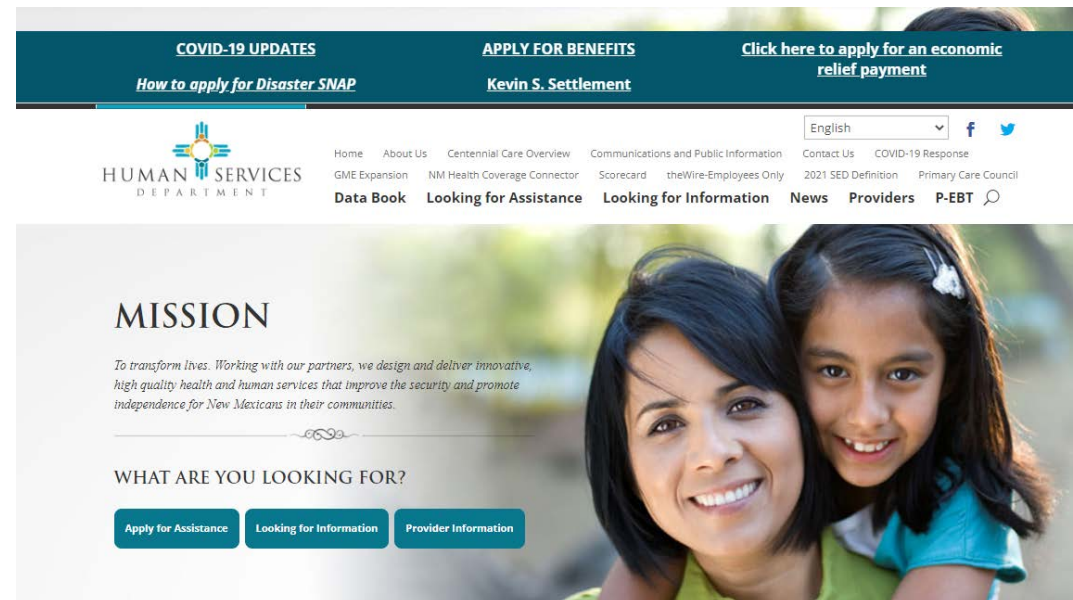 COVID-19 UPDATES
APPLY FOR BENEFITS
Click here to apply for an economic
relief payment
How to apply for Disaster SNAP
Kevin S. Settlement
English
HUMAN SERVICES
DEPARTMENT
Home About Us Centennial Care Overview Communications and Public Information Contact Us COVID-19 Response
GME Expansion NM Health Coverage Connector Scorecard theWire-Employees Only 2021 SED Definition Primary Care Council
Data Book Looking for Assistance Looking for Information News Providers P-EBT
MISSION
To transform lives. Working with our partners, we design and deliver innovative,
high quality health and human services that improve the security and promote
independence for New Mexicans in their communities.
WHAT ARE YOU LOOKING FOR?
Apply for Assistance Looking for Information Provider Information